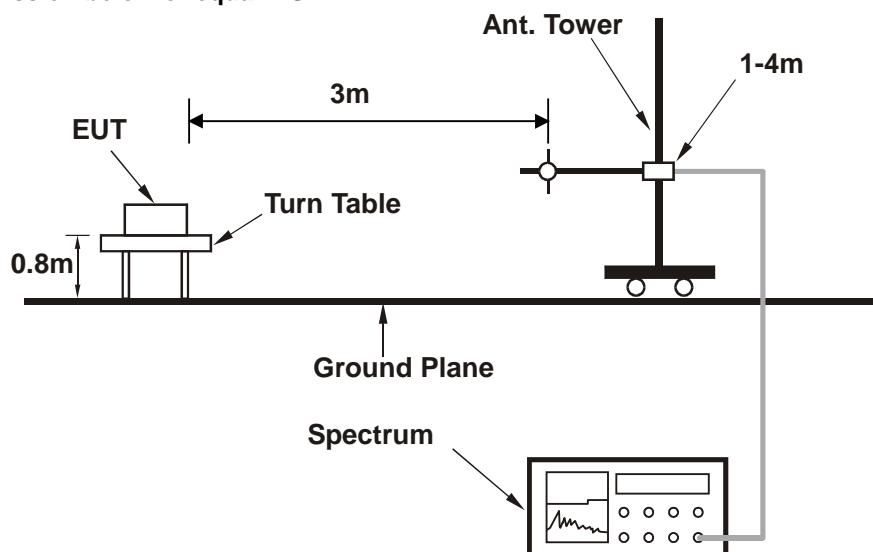 Ant. Tower
1-4m
3m
EUT
Turn Table
0.8m
Ground Plane
Spectrum